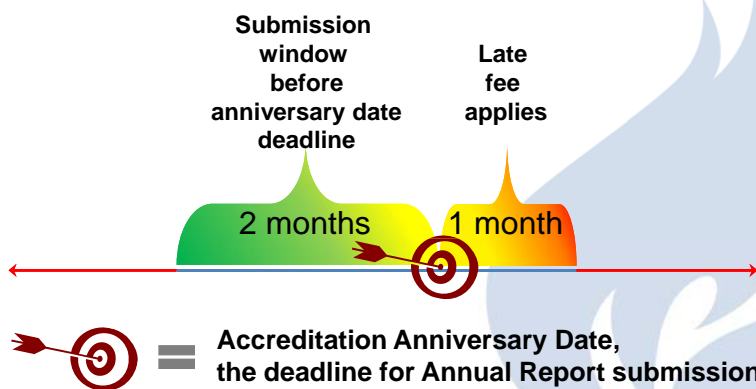 Submission
window
before
anniversary date
deadline
Late
fee
applies
2 months
1 month
Accreditation Anniversary Date,
the deadline for Annual Report submission